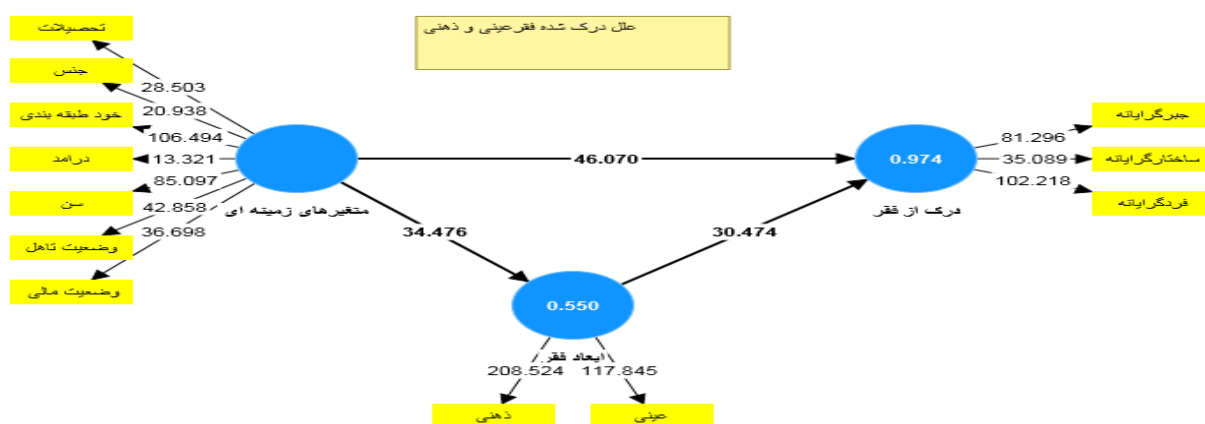 علل درک شده فقرعینی و ذهنی
تحصیلات
جنس
خود طبقه بندی
درامد
سن
وضعیت تاهل
وضعیت مالی
28.503
20.938
106.494
13.321
85.097
42.858
36.698
متغیرهای زمینه ای
46.070
34.476
30.474
0.550
ابعاد فقر
208.524
117.845
ذهنی
عینی
0.974
درک از فقر
81.296
35.089
102.218
جبرگرایانه
ساختارگرایانه
فردگرایانه